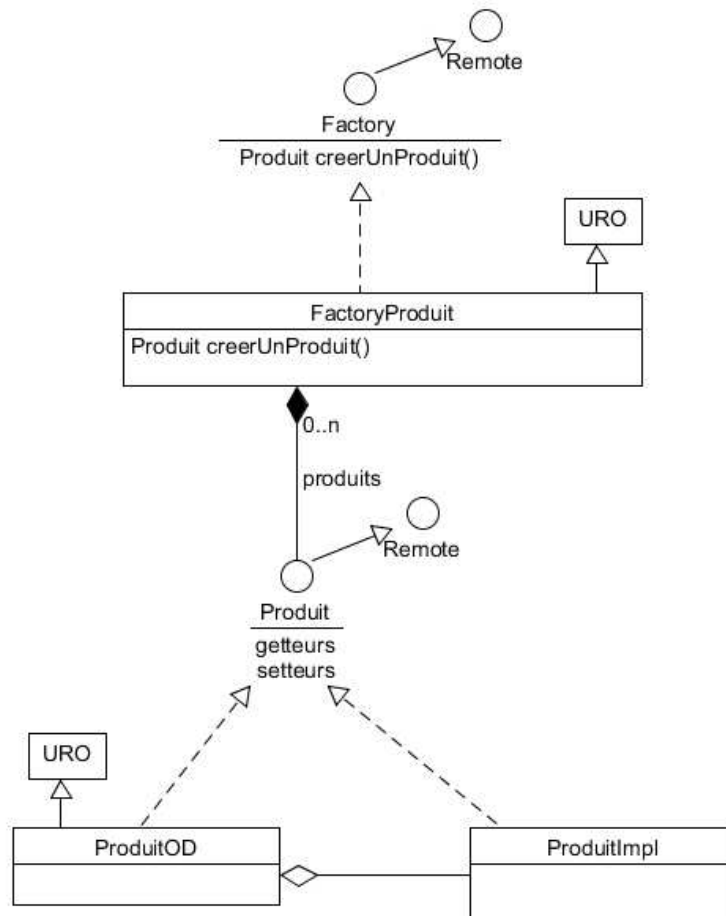 Remote
Factory
Produit creerUnProduit()
URO
FactoryProduit
Produit creerUnProduit()
0..n
produits
Remote
Produit
getteurs
setteurs
URO
ProduitOD
ProduitImpl